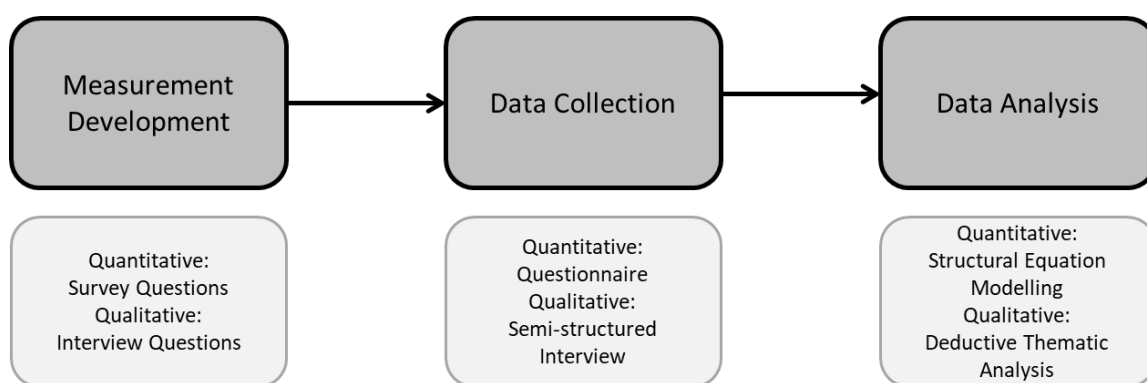 Measurement
Development
Data Collection
Data Analysis
Quantitative:
Survey Questions
Qualitative:
Interview Questions
Quantitative:
Questionnaire
Qualitative:
Semi-structured
Interview
Quantitative:
Structural Equation
Modelling
Qualitative:
Deductive Thematic
Analysis